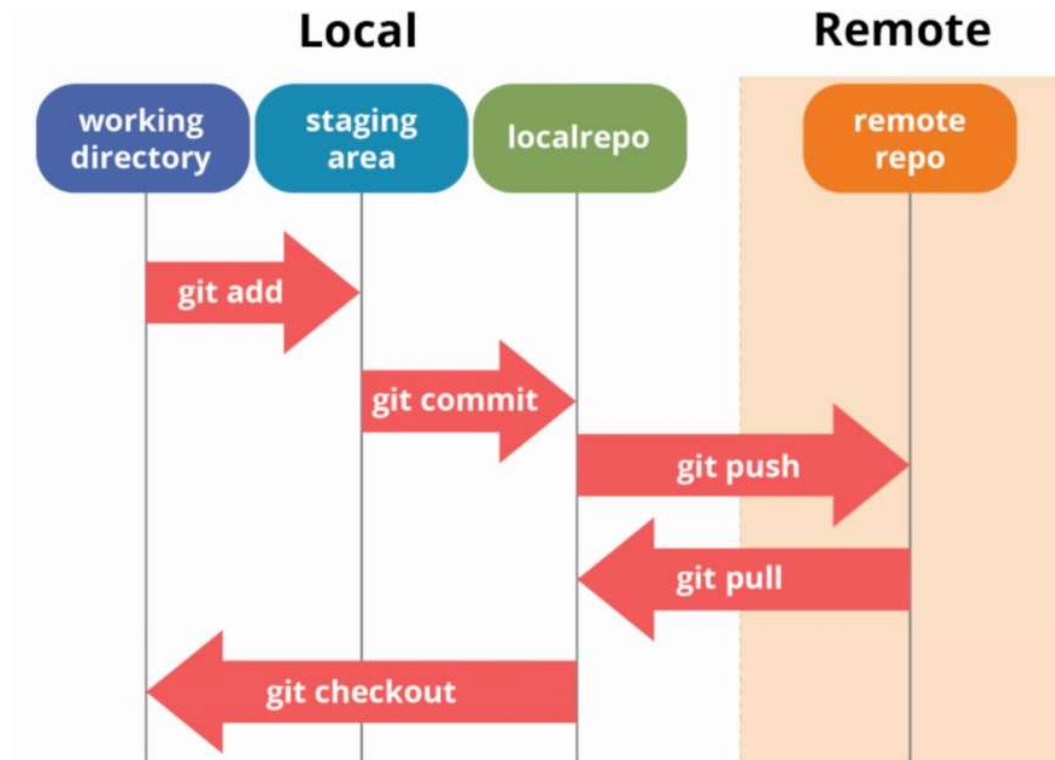 Local
Remote
working
directory
staging
area
localrepo
remote
repo
git add
git commit
git push
git pull
git checkout